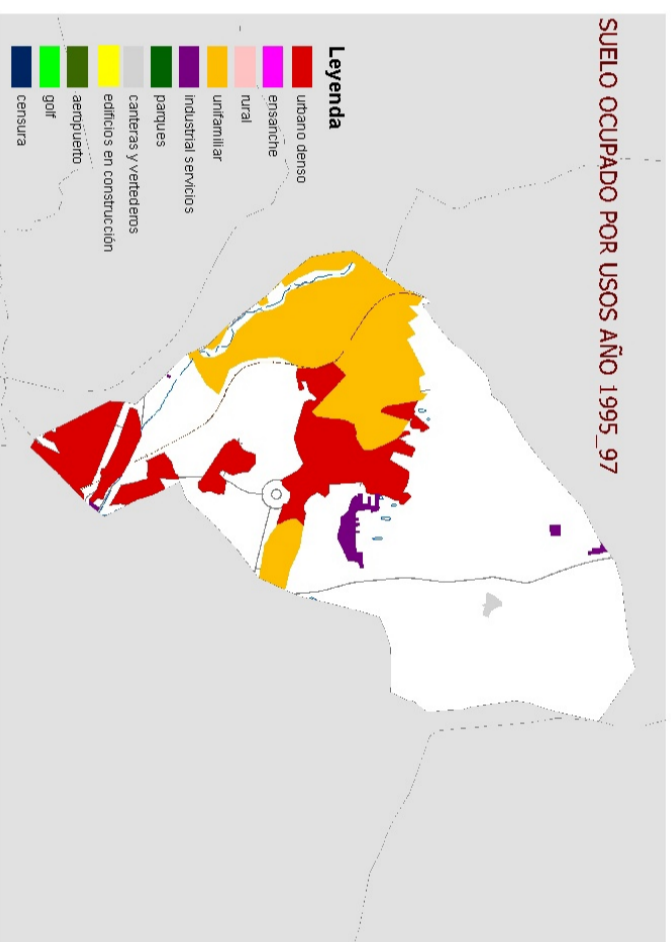 SUELO OCUPADO POR USOS AÑO 1995_97
Leyenda
urbano denso
ensanche
rural
unifamiliar
industrial servicios
parques
canteras y vertederos
edificios en construcción
aeropuerto
golf
censura